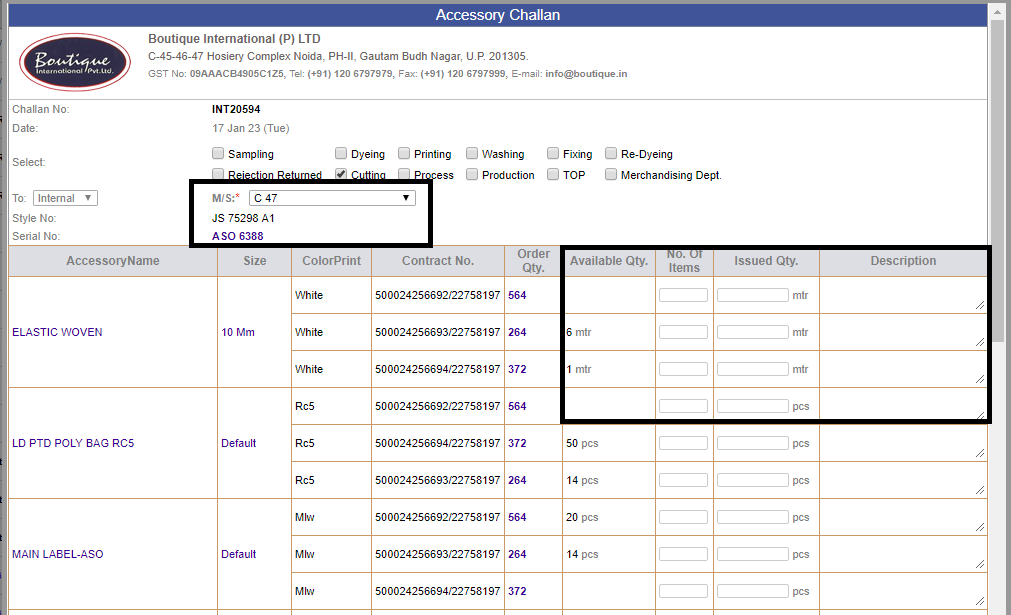 Accessory Challan
Boutique
International Pvt.Ltd.
Boutique International (P) LTD
C-45-46-47 Hosiery Complex Noida, PH-II, Gautam Budh Nagar, U.P. 201305.
GST No: 09AAACB4905C1Z5, Tel: (+91) 120 6797979, Fax: (+91) 120 6797999, E-mail: info@boutique.in
Challan No: INT20594
Date: 17 Jan 23 (Tue)
Select: Sampling Dyeing Printing Washing Fixing Re-Dyeing
Rejection Returned Cutting Process Production TOP Merchandising Dept.
To: Internal M/S:* C 47
Style No: JS 75298 A1
Serial No: ASO 6388
AccessoryName Size ColorPrint Contract No. Order Qty. Available Qty. No. Of Items Issued Qty. Description
White 500024256692/22758197 564 mtr
ELASTIC WOVEN 10 Mm White 500024256693/22758197 264 6 mtr mtr
White 500024256694/22758197 372 1 mtr mtr
Rc5 500024256692/22758197 564 pcs
LD PTD POLY BAG RC5 Default Rc5 500024256694/22758197 372 50 pcs pcs
Rc5 500024256693/22758197 264 14 pcs pcs
Mlw 500024256692/22758197 564 20 pcs pcs
MAIN LABEL-ASO Default Mlw 500024256693/22758197 264 14 pcs pcs
Mlw 500024256694/22758197 372 pcs